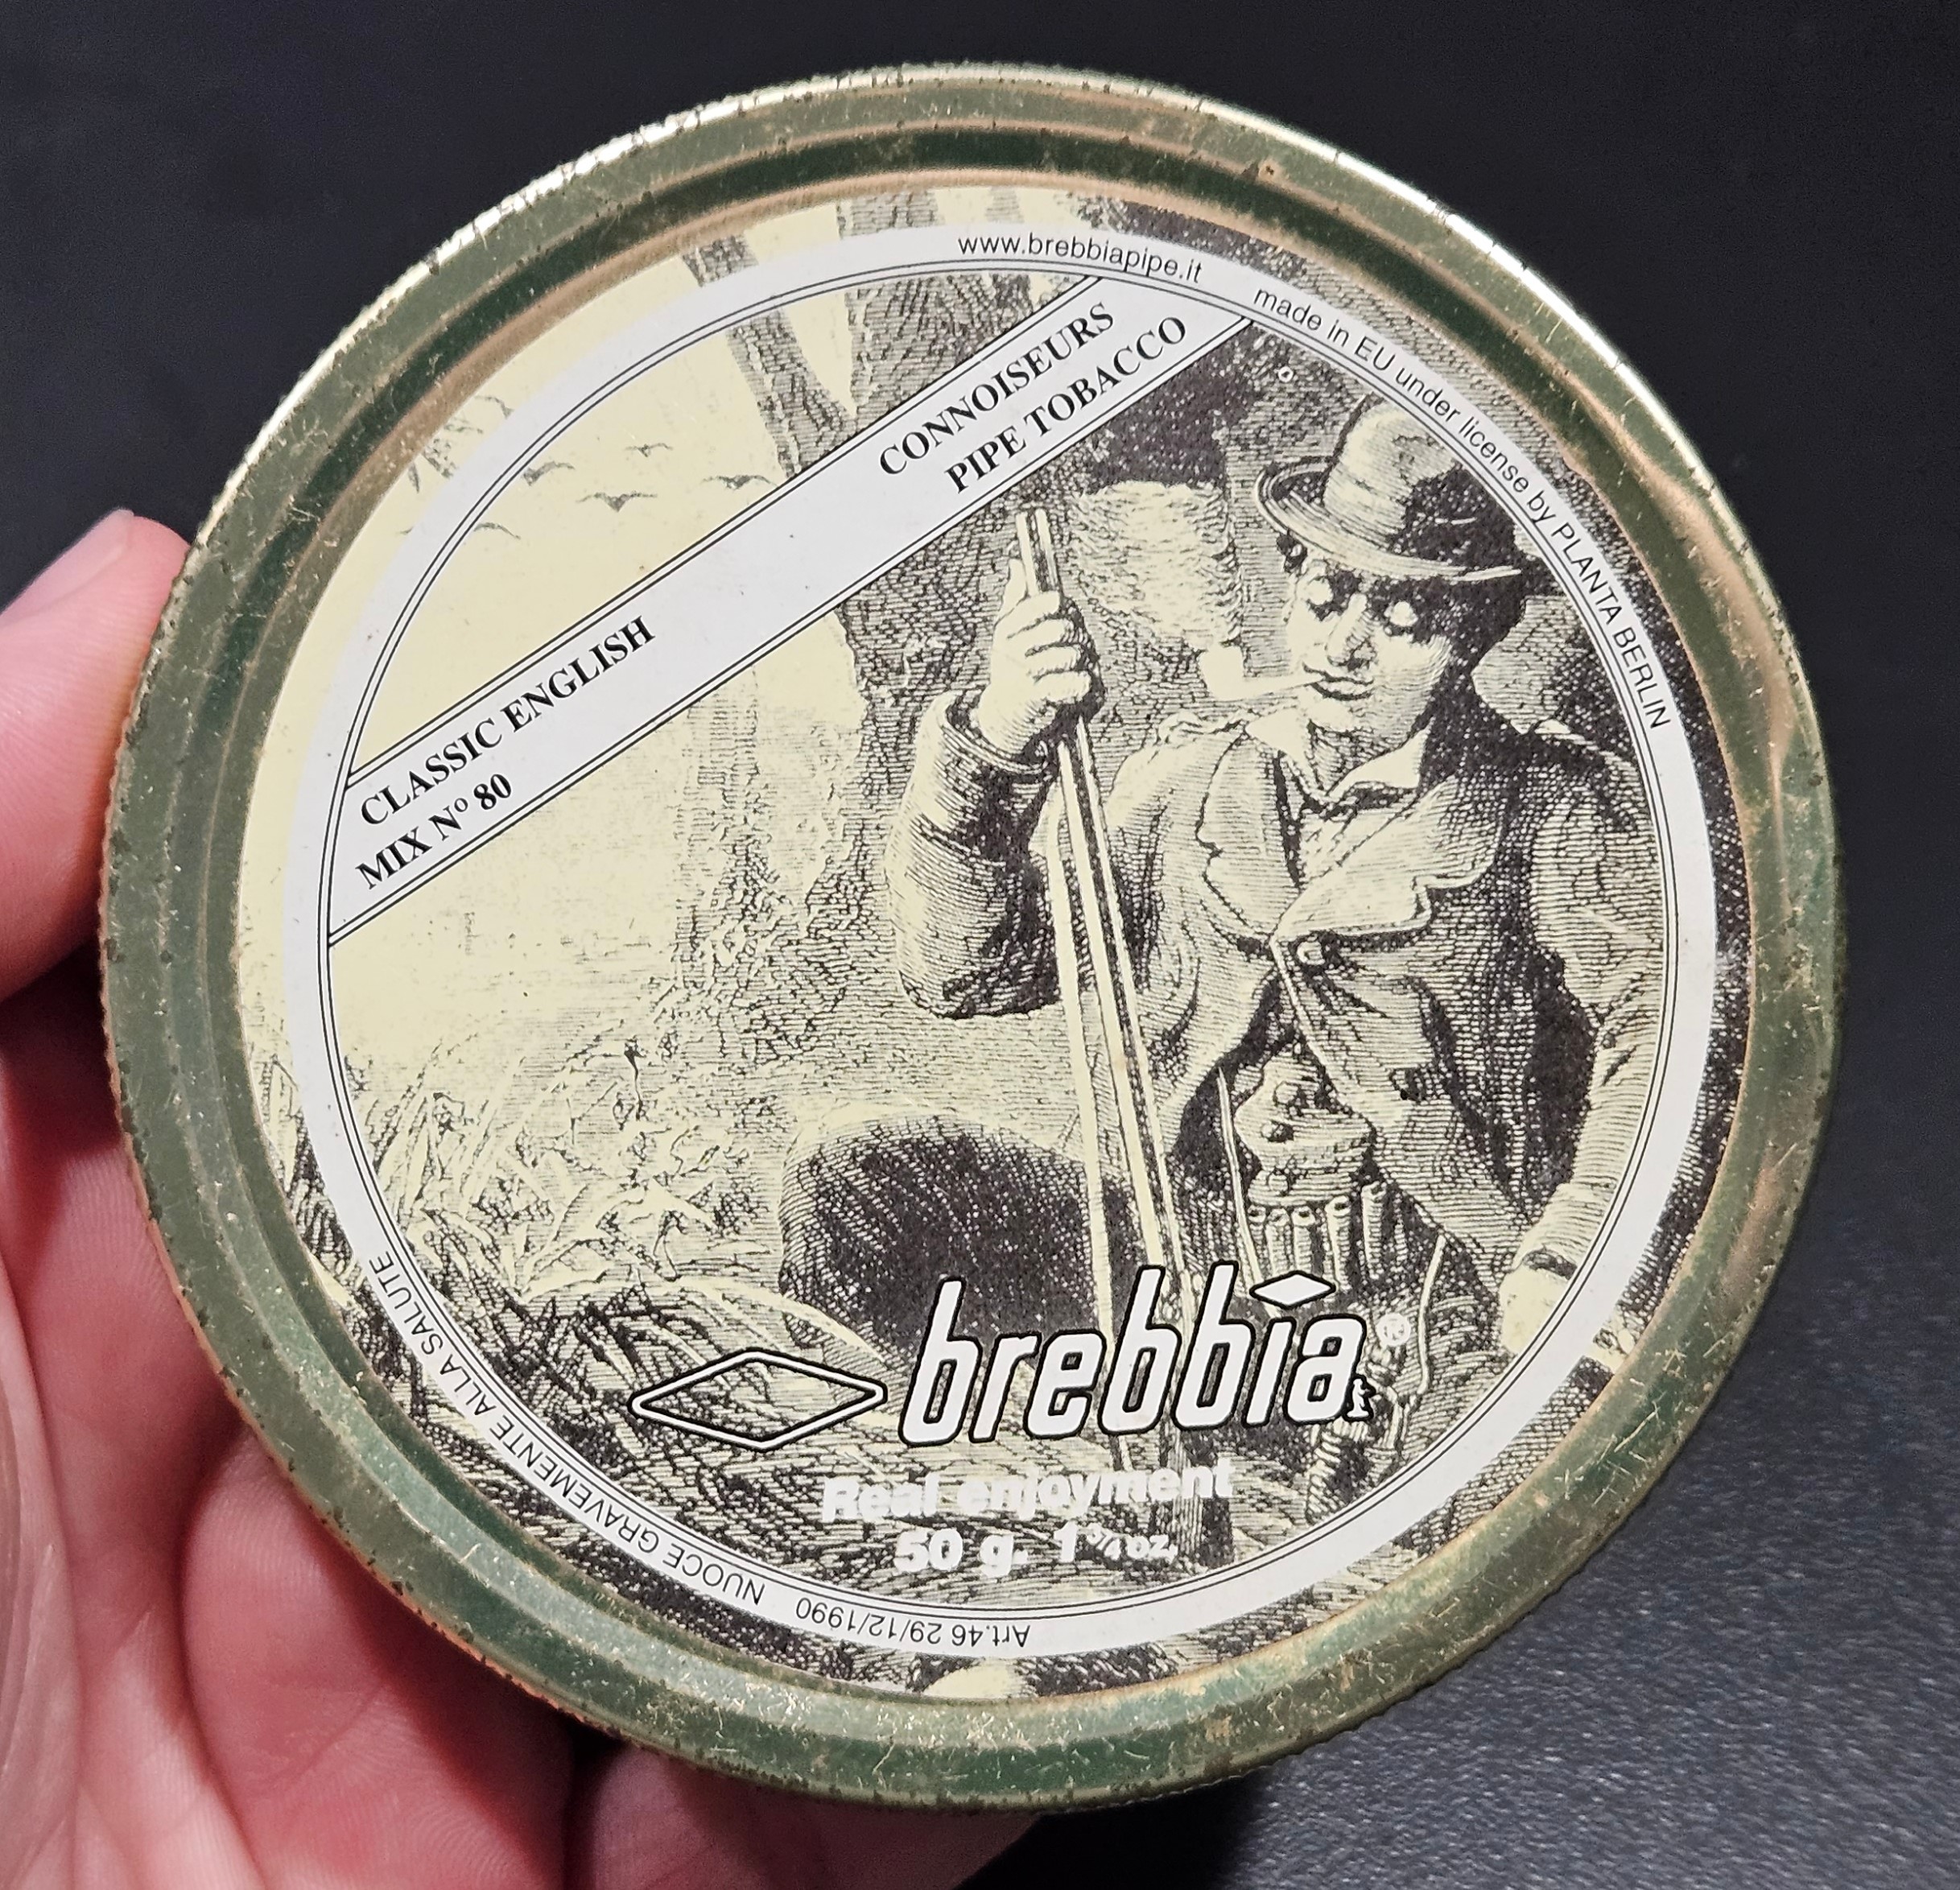 www.brebbiapipe.it
made in EU under license by PLANTA BERLIN
CONNOISEURS
PIPE TOBACCO
CLASSIC ENGLISH
MIX Nº 80
brebbia®
Real enjoyment
50 g. 1 3/4 oz.
Art.46 29/12/1990
NUOCE GRAVEMENTE ALLA SALUTE